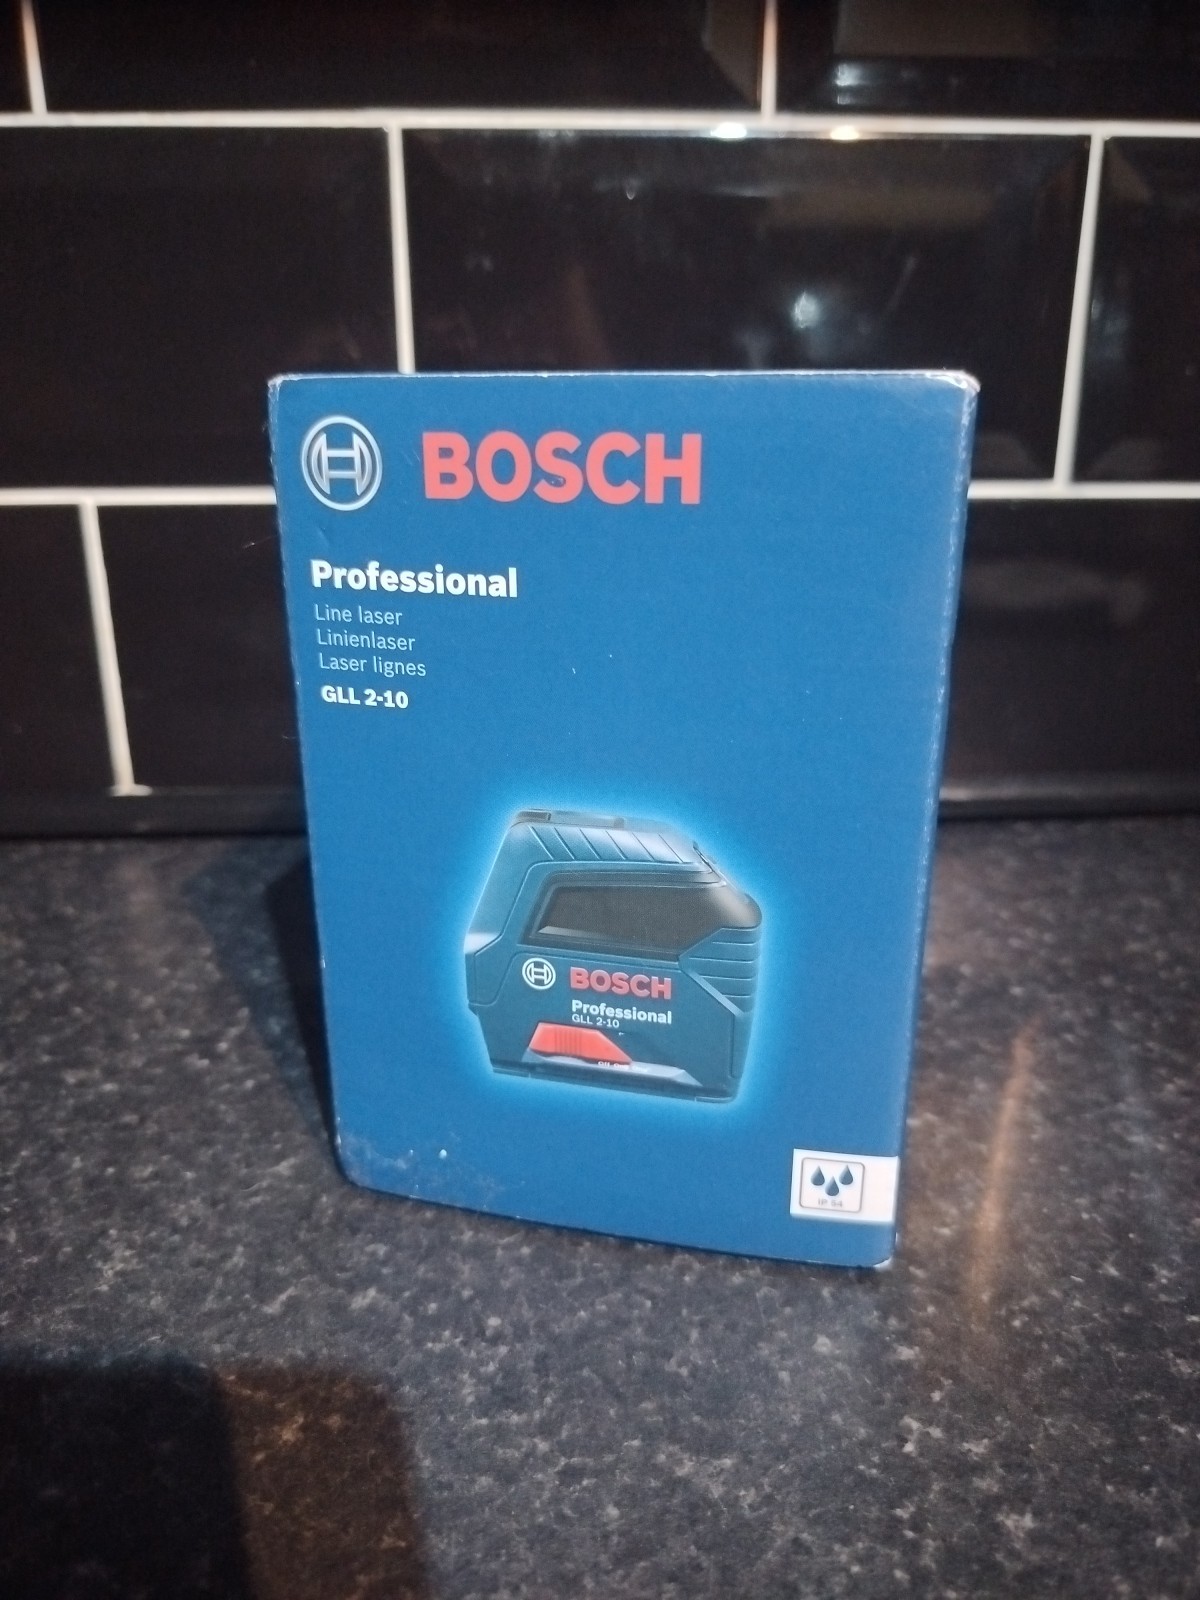 BOSCH
Professional
Line laser
Linienlaser
Laser lignes
GLL 2-10
BOSCH
Professional
GLL 2-10
IP 54